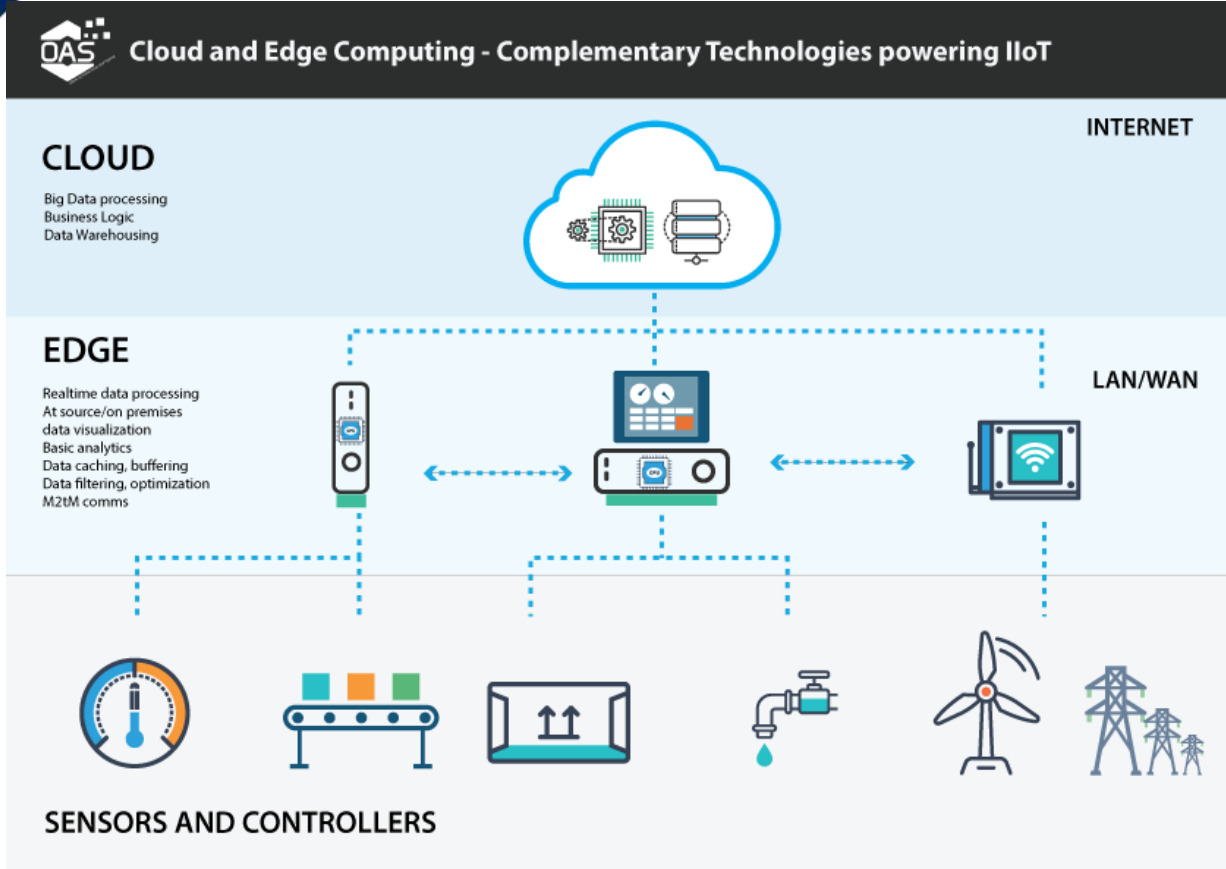 OAS
Cloud and Edge Computing - Complementary Technologies powering IIoT
INTERNET
CLOUD
Big Data processing
Business Logic
Data Warehousing
EDGE
LAN/WAN
Realtime data processing
At source/on premises
data visualization
Basic analytics
Data caching, buffering
Data filtering, optimization
M2tM comms
CPU
CPU
SENSORS AND CONTROLLERS